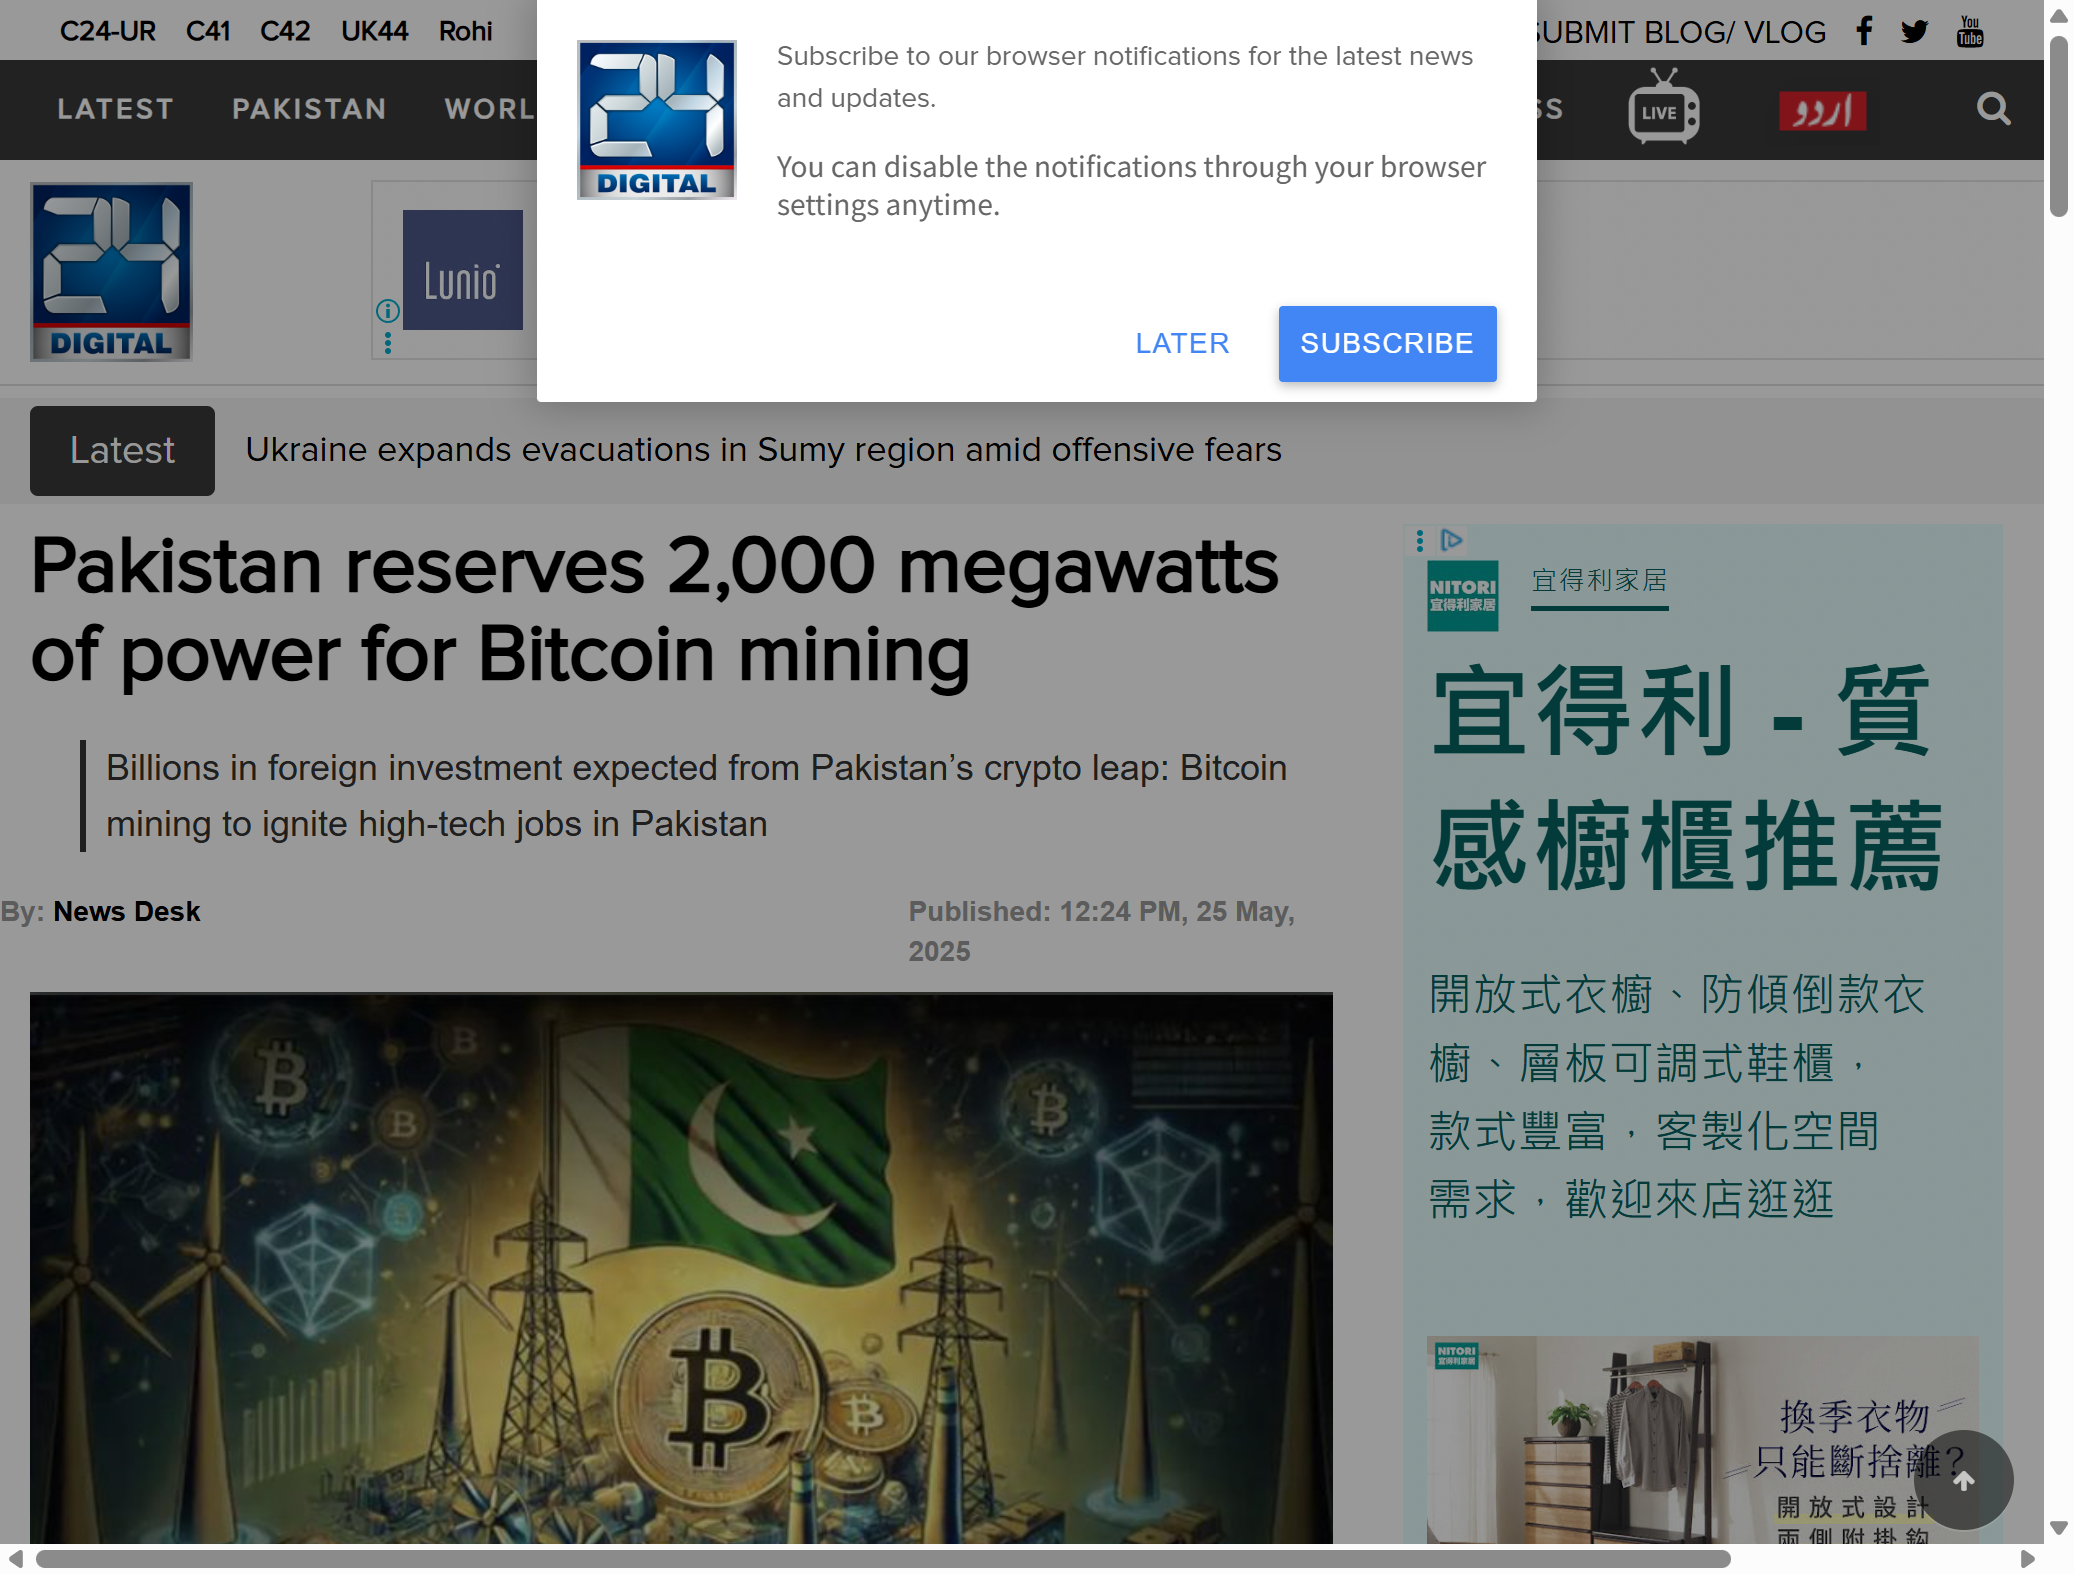 C24-UR C41 C42 UK44 Rohi
SUBMIT BLOG/ VLOG
You
Tube
LATEST PAKISTAN
LIVE
اردو
24
DIGITAL
Subscribe to our browser notifications for the latest news
and updates.
You can disable the notifications through your browser
settings anytime.
LATER SUBSCRIBE
24
DIGITAL
Lunio
Latest
Ukraine expands evacuations in Sumy region amid offensive fears
Pakistan reserves 2,000 megawatts
of power for Bitcoin mining
Billions in foreign investment expected from Pakistan’s crypto leap: Bitcoin
mining to ignite high-tech jobs in Pakistan
By: News Desk
Published: 12:24 PM, 25 May,
2025
NITORI
宜得利家居
宜得利家居
宜得利 - 質
感櫥櫃推薦
開放式衣櫥、防傾倒款衣
櫥、層板可調式鞋櫃，
款式豐富，客製化空間
需求，歡迎來店逛逛
NITORI
宜得利家居
換季衣物
只能斷捨離？
開放式設計
兩側附掛鉤